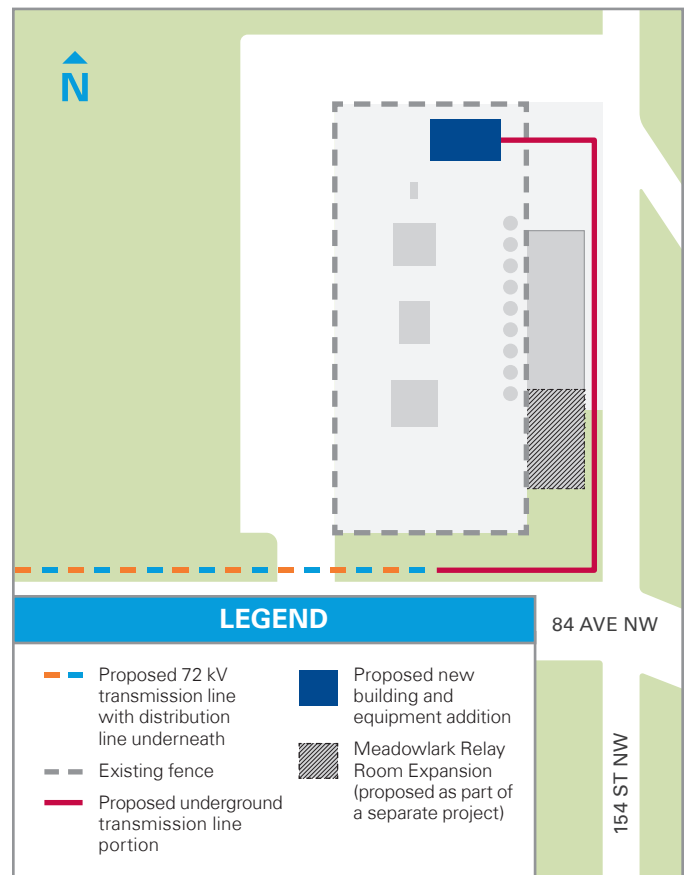 N
LEGEND
Proposed 72 kV
transmission line
with distribution
line underneath
Existing fence
Proposed underground
transmission line
portion
Proposed new
building and
equipment addition
Meadowlark Relay
Room Expansion
(proposed as part of
a separate project)
84 AVE NW
154 ST NW